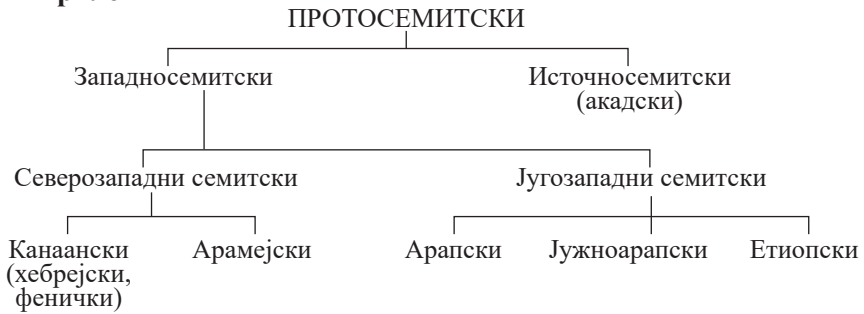 ПРОТОСЕМИТСКИ
Западносемитски Источносемитски
(акадски)
Северозападни семитски Југозападни семитски
Канаански Арамејски Арапски Јужноарапски Етиопски
(хебрејски,
фенички)